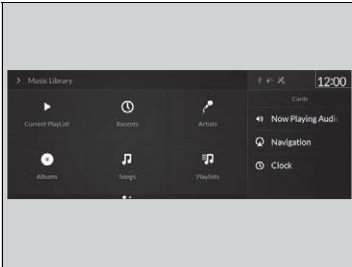 Music Library
12:00
Current PlayList
Recents
Artists
Cards
Now Playing Audi
Navigation
Albums
Songs
Playlists
Clock